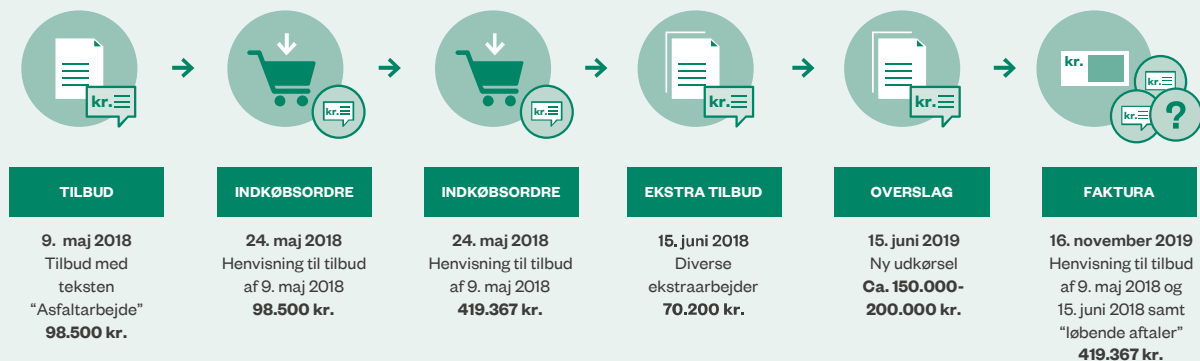 kr.
TILBUD
9. maj 2018
Tilbud med
teksten
“Asfaltarbejde”
98.500 kr.
kr.
INDKØBSORDRE
24. maj 2018
Henvisning til tilbud
af 9. maj 2018
98.500 kr.
kr.
INDKØBSORDRE
24. maj 2018
Henvisning til tilbud
af 9. maj 2018
419.367 kr.
kr.
EKSTRA TILBUD
15. juni 2018
Diverse
ekstraarbejder
70.200 kr.
kr.
OVERSLAG
15. juni 2019
Ny udkørsel
Ca. 150.000-
200.000 kr.
kr.
kr.
kr.
?
FAKTURA
16. november 2019
Henvisning til tilbud
af 9. maj 2018 og
15. juni 2018 samt
“løbende aftaler”
419.367 kr.